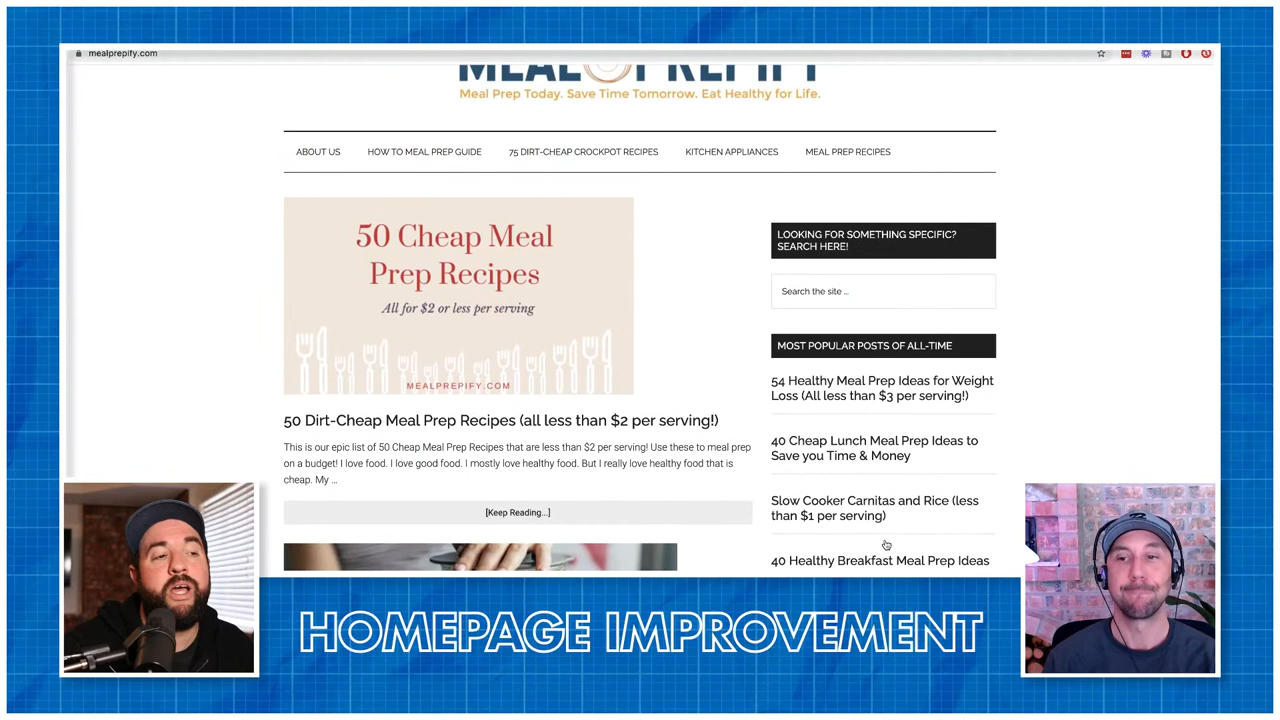 mealprepify.com
MEAL PREPIFY
Meal Prep Today. Save Time Tomorrow. Eat Healthy for Life.
ABOUT US HOW TO MEAL PREP GUIDE 75 DIRT-CHEAP CROCKPOT RECIPES KITCHEN APPLIANCES MEAL PREP RECIPES
50 Cheap Meal
Prep Recipes
All for $2 or less per serving
MEALPREPIFY.COM
50 Dirt-Cheap Meal Prep Recipes (all less than $2 per serving!)
This is our epic list of 50 Cheap Meal Prep Recipes that are less than $2 per serving! Use these to meal prep
on a budget! I love food. I love good food. I mostly love healthy food. But I really love healthy food that is
cheap. My ...
[Keep Reading...]
LOOKING FOR SOMETHING SPECIFIC?
SEARCH HERE!
Search the site ...
MOST POPULAR POSTS OF ALL-TIME
54 Healthy Meal Prep Ideas for Weight
Loss (All less than $3 per serving!)
40 Cheap Lunch Meal Prep Ideas to
Save you Time & Money
Slow Cooker Carnitas and Rice (less
than $1 per serving)
40 Healthy Breakfast Meal Prep Ideas
HOMEPAGE IMPROVEMENT